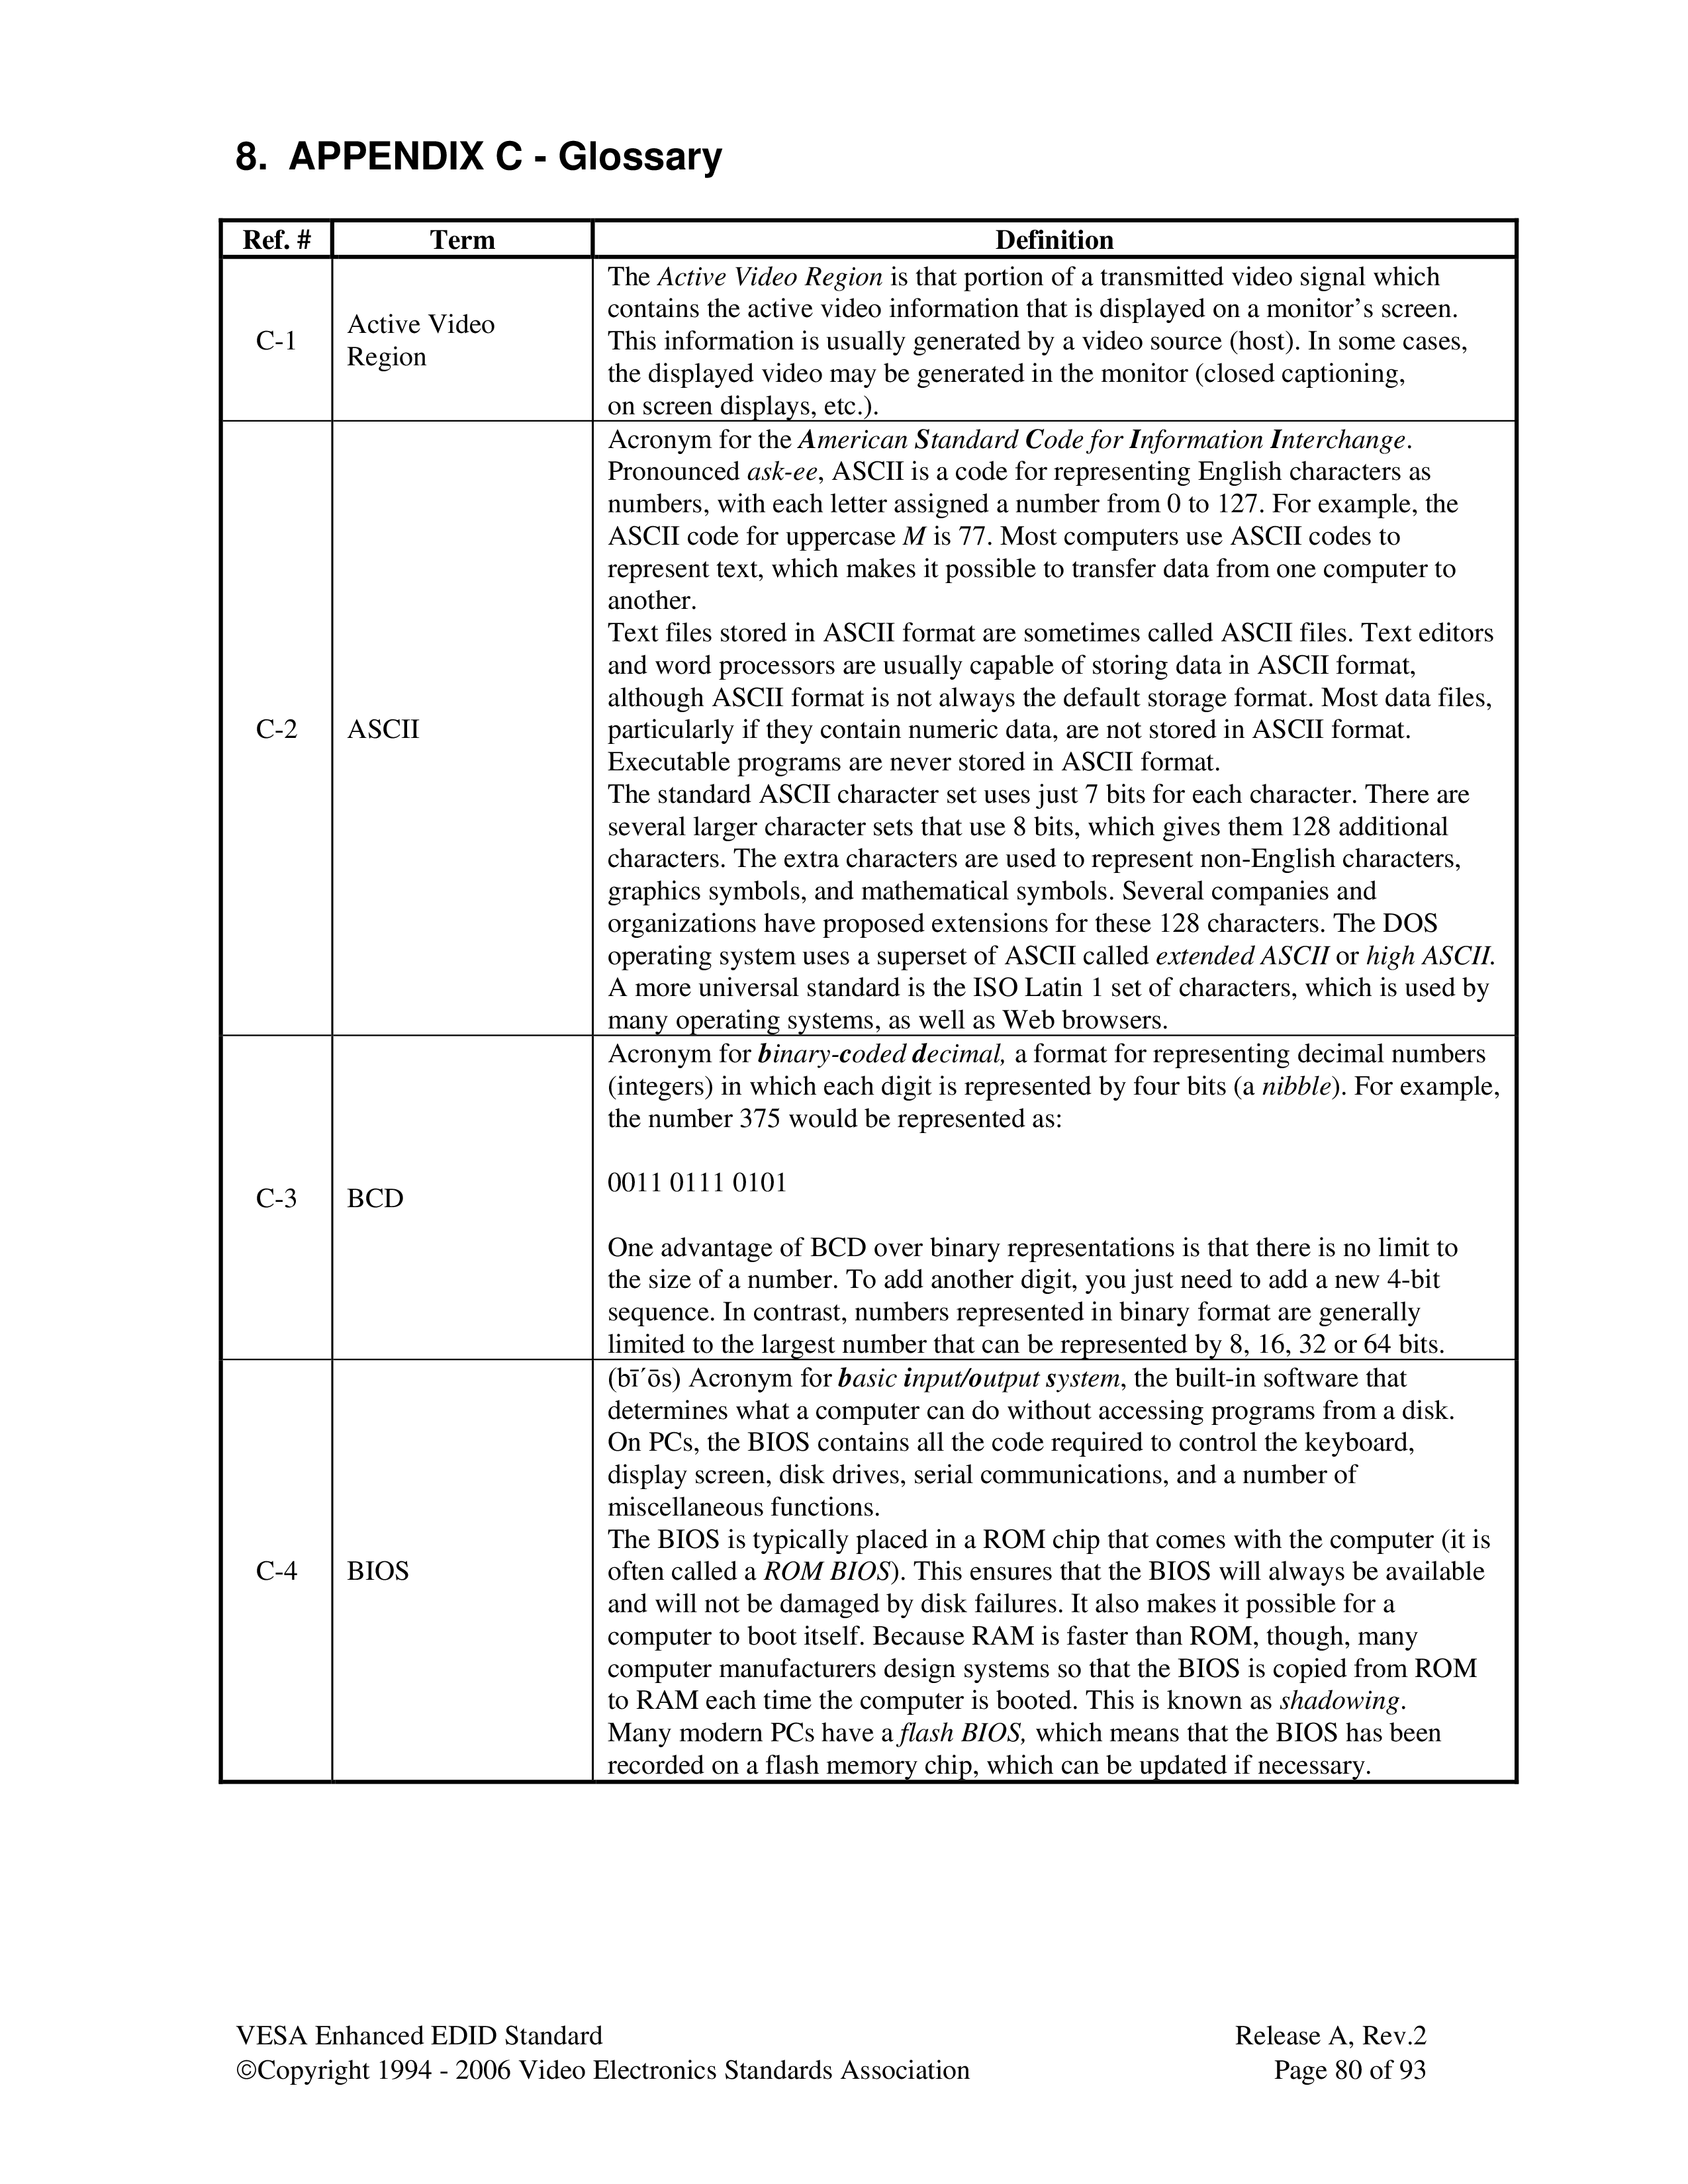 8. APPENDIX C - Glossary
Ref. # Term Definition
C-1
Active Video
Region
The Active Video Region is that portion of a transmitted video signal which
contains the active video information that is displayed on a monitor’s screen.
This information is usually generated by a video source (host). In some cases,
the displayed video may be generated in the monitor (closed captioning,
on screen displays, etc.).
C-2
ASCII
Acronym for the American Standard Code for Information Interchange.
Pronounced ask-ee, ASCII is a code for representing English characters as
numbers, with each letter assigned a number from 0 to 127. For example, the
ASCII code for uppercase M is 77. Most computers use ASCII codes to
represent text, which makes it possible to transfer data from one computer to
another.
Text files stored in ASCII format are sometimes called ASCII files. Text editors
and word processors are usually capable of storing data in ASCII format,
although ASCII format is not always the default storage format. Most data files,
particularly if they contain numeric data, are not stored in ASCII format.
Executable programs are never stored in ASCII format.
The standard ASCII character set uses just 7 bits for each character. There are
several larger character sets that use 8 bits, which gives them 128 additional
characters. The extra characters are used to represent non-English characters,
graphics symbols, and mathematical symbols. Several companies and
organizations have proposed extensions for these 128 characters. The DOS
operating system uses a superset of ASCII called extended ASCII or high ASCII.
A more universal standard is the ISO Latin 1 set of characters, which is used by
many operating systems, as well as Web browsers.
C-3
BCD
Acronym for binary-coded decimal, a format for representing decimal numbers
(integers) in which each digit is represented by four bits (a nibble). For example,
the number 375 would be represented as:
0011 0111 0101
One advantage of BCD over binary representations is that there is no limit to
the size of a number. To add another digit, you just need to add a new 4-bit
sequence. In contrast, numbers represented in binary format are generally
limited to the largest number that can be represented by 8, 16, 32 or 64 bits.
C-4
BIOS
(bī´ōs) Acronym for basic input/output system, the built-in software that
determines what a computer can do without accessing programs from a disk.
On PCs, the BIOS contains all the code required to control the keyboard,
display screen, disk drives, serial communications, and a number of
miscellaneous functions.
The BIOS is typically placed in a ROM chip that comes with the computer (it is
often called a ROM BIOS). This ensures that the BIOS will always be available
and will not be damaged by disk failures. It also makes it possible for a
computer to boot itself. Because RAM is faster than ROM, though, many
computer manufacturers design systems so that the BIOS is copied from ROM
to RAM each time the computer is booted. This is known as shadowing.
Many modern PCs have a flash BIOS, which means that the BIOS has been
recorded on a flash memory chip, which can be updated if necessary.
VESA Enhanced EDID Standard Release A, Rev.2
©Copyright 1994 - 2006 Video Electronics Standards Association Page 80 of 93